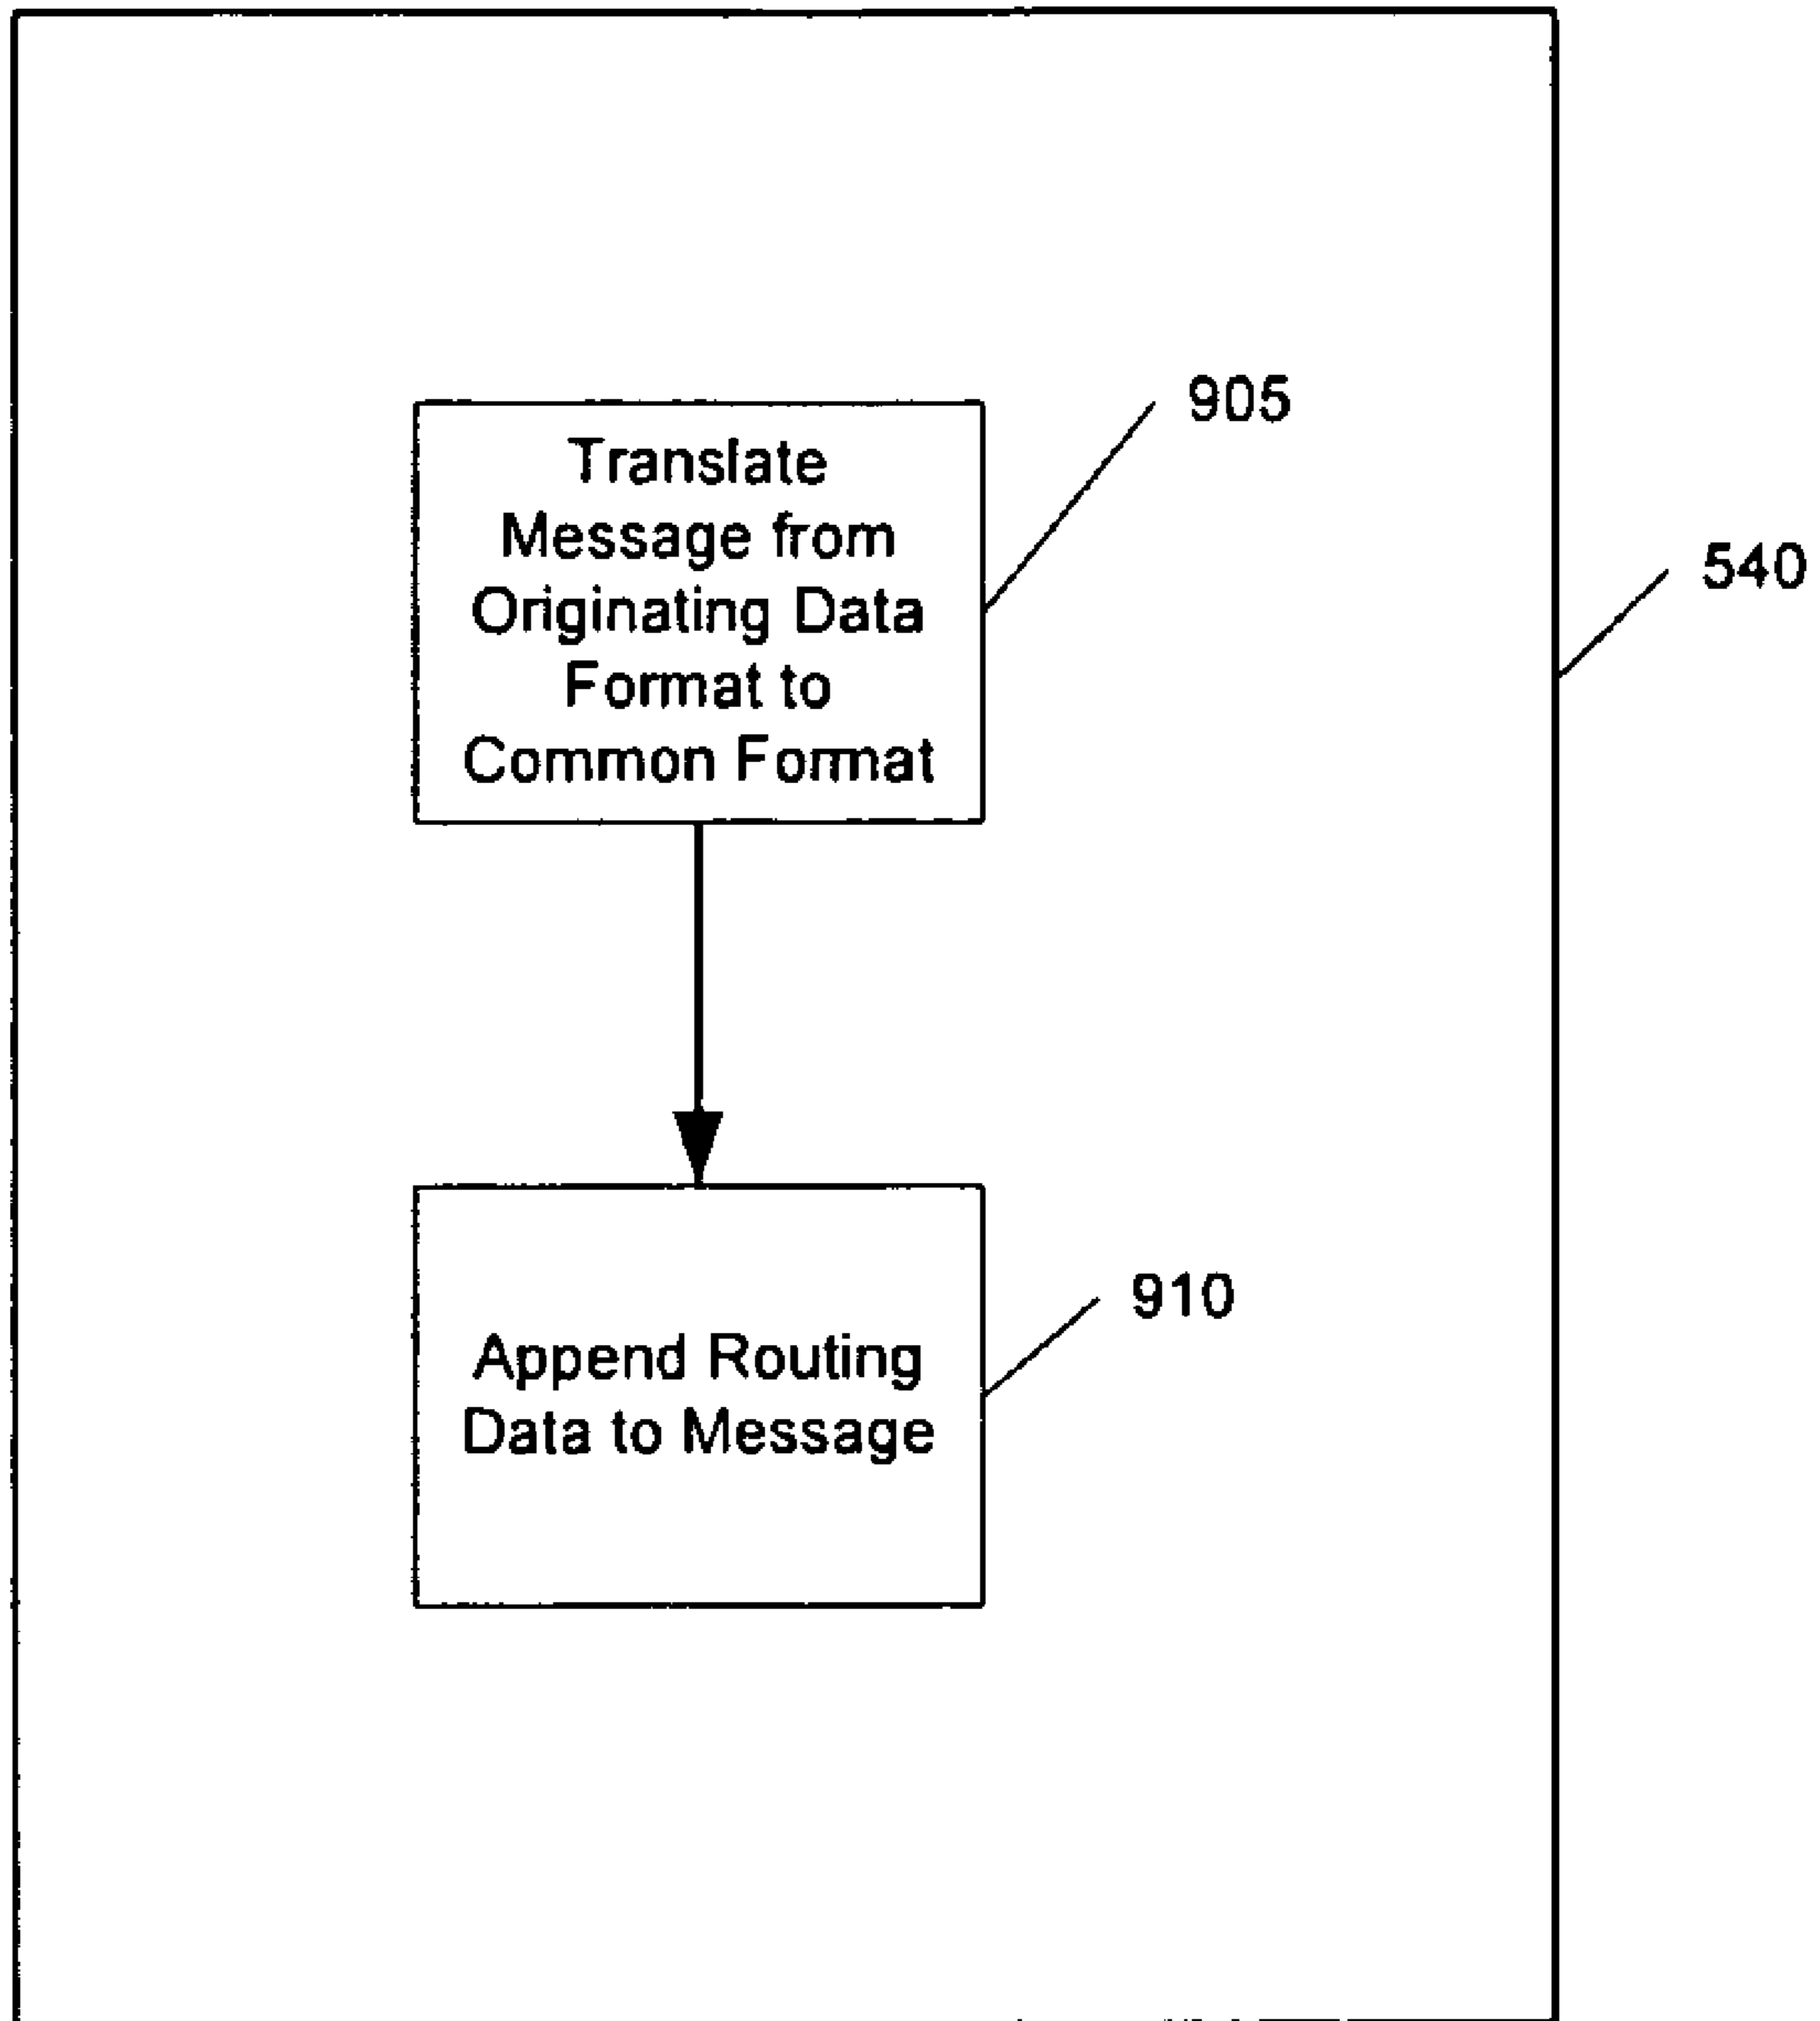 905
Translate
Message from
Originating Data
Format to
Common Format
540
910
Append Routing
Data to Message